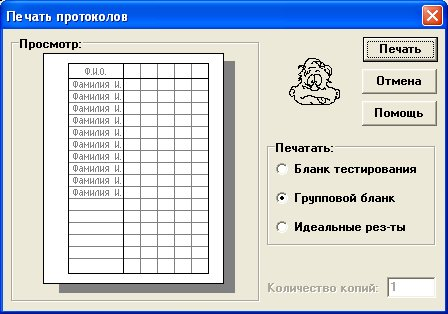 Печать протоколов
Просмотр:
Ф.И.О.
Фамилия И.
Фамилия И.
Фамилия И.
Фамилия И.
Фамилия И.
Фамилия И.
Фамилия И.
Фамилия И.
Фамилия И.
Фамилия И.
Печать
Отмена
Помощь
Печатать:
Бланк тестирования
Групповой бланк
Идеальные рез-ты
Количество копий:
1